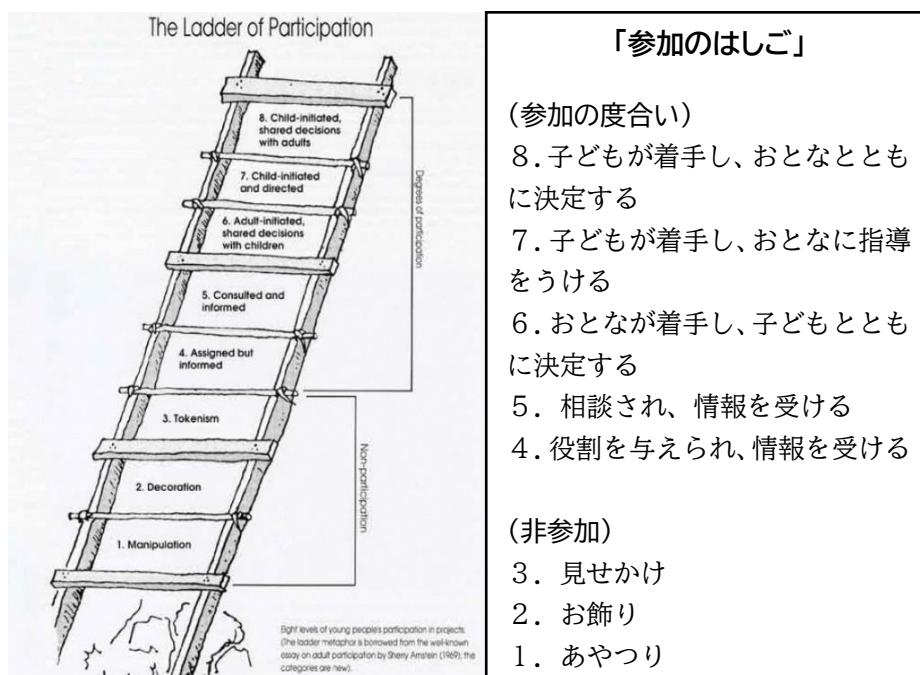 The Ladder of Participation
8. Child-initiated,
shared decisions
with adults
7. Child-initiated
and directed
6. Adult-initiated,
shared decisions
with children
5. Consulted and
informed
4. Assigned but
informed
3. Tokenism
2. Decoration
1. Manipulation
Degrees of participation
Non-participation
Eight levels of young people's participation in projects.
(The ladder metaphor is borrowed from the well-known
essay on adult participation by Sherry Arnstein (1969); the
categories are new).
「参加のはしご」
(参加の度合い)
８．子どもが着手し、おとなととも
に決定する
７．子どもが着手し、おとなに指導
をうける
６．おとなが着手し、子どもととも
に決定する
５． 相談され、 情報を受ける
４．役割を与えられ、情報を受ける
(非参加)
３． 見せかけ
２． お飾り
１． あやつり